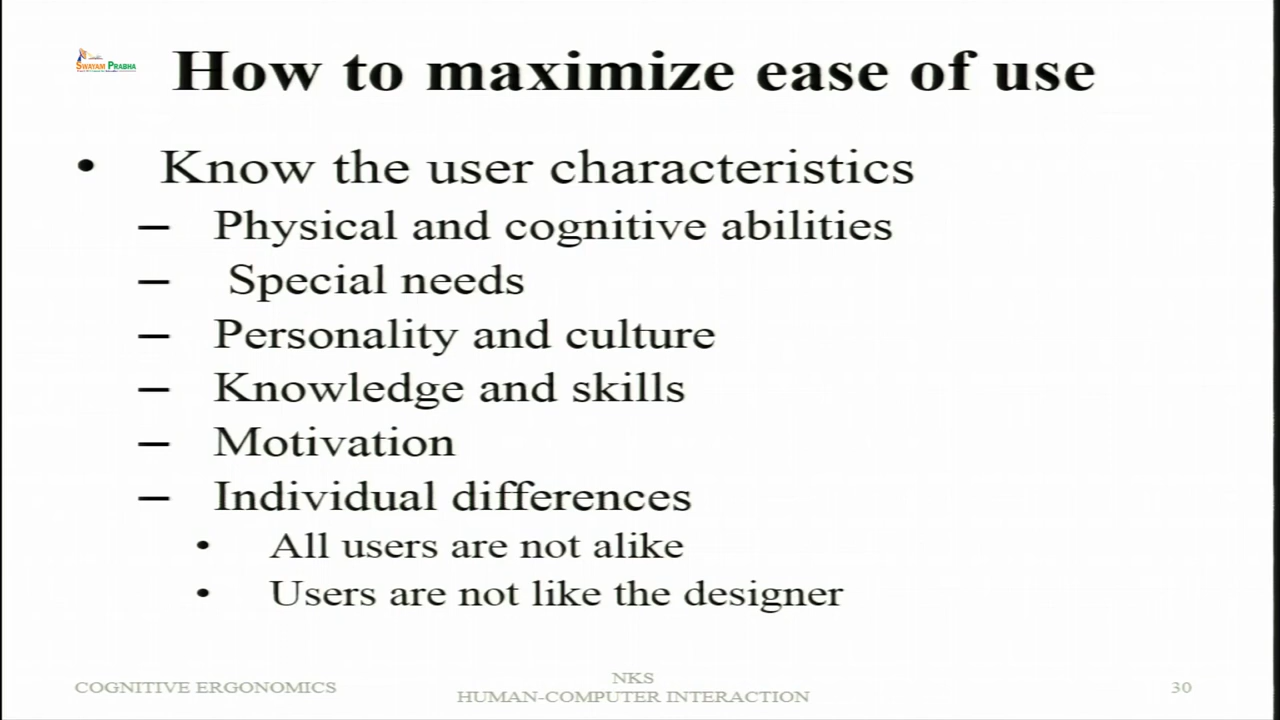 SWAYAM PRABHA
How to maximize ease of use
• Know the user characteristics
– Physical and cognitive abilities
– Special needs
– Personality and culture
– Knowledge and skills
– Motivation
– Individual differences
• All users are not alike
• Users are not like the designer
COGNITIVE ERGONOMICS
NKS
HUMAN-COMPUTER INTERACTION
30